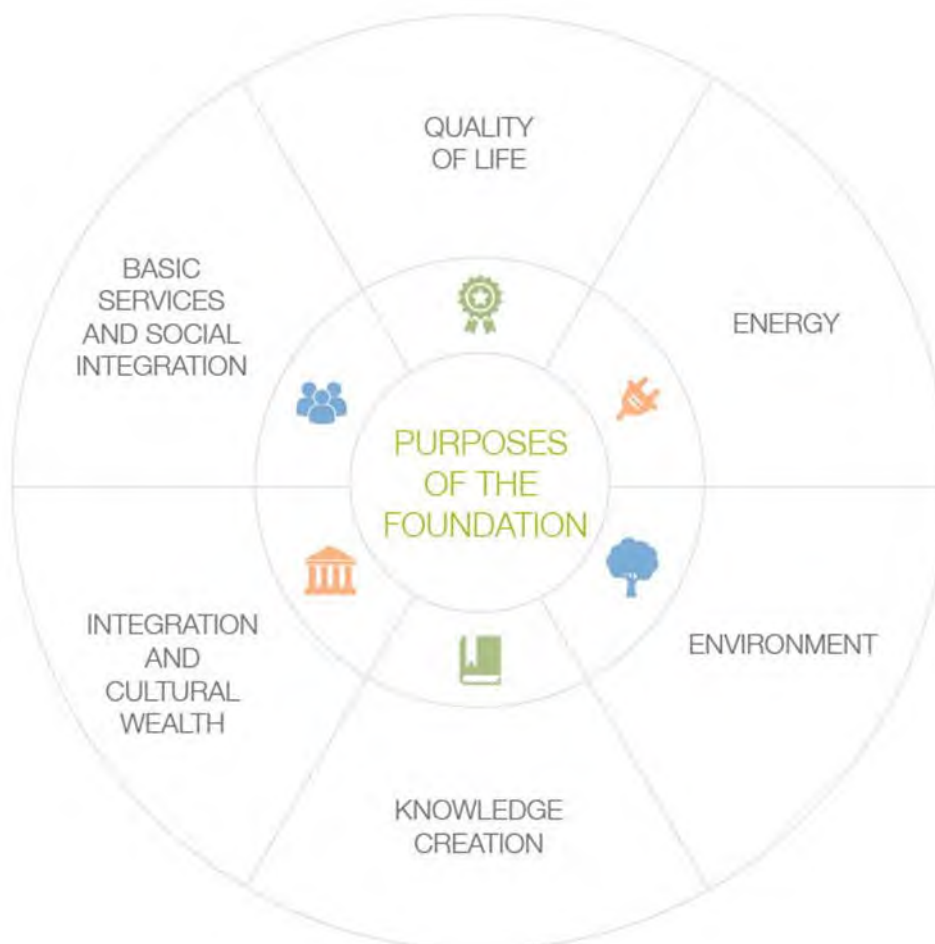 QUALITY
OF LIFE
BASIC
SERVICES
AND SOCIAL
INTEGRATION
ENERGY
PURPOSES
OF THE
FOUNDATION
INTEGRATION
AND
CULTURAL
WEALTH
ENVIRONMENT
KNOWLEDGE
CREATION